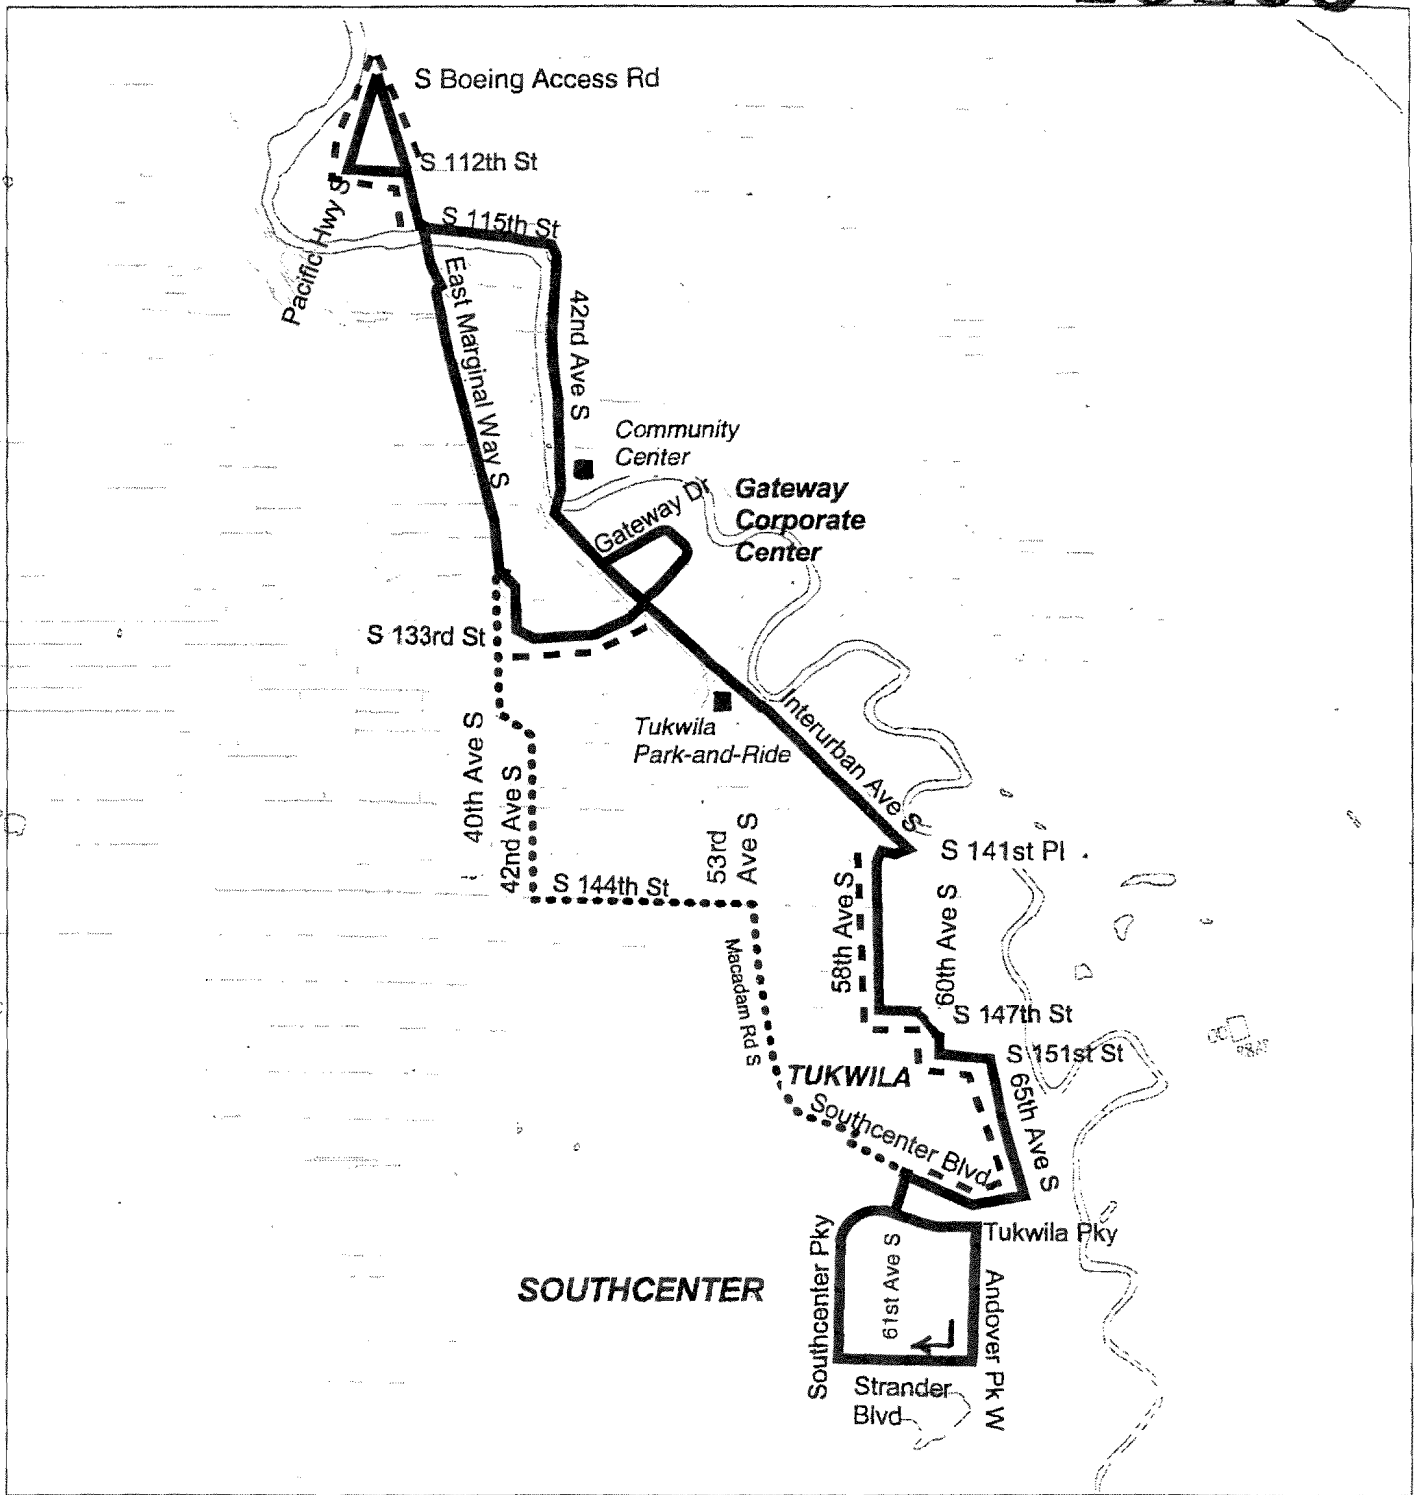 S Boeing Access Rd
S 112th St
Pacific Hwy S
S 115th St
East Marginal Way S
42nd Ave S
Community
Center
Gateway Dr
Gateway
Corporate
Center
S 133rd St
Tukwila
Park-and-Ride
Interurban Ave S
40th Ave S
42nd Ave S
53rd
Ave S
S 141st Pl
S 144th St
58th Ave S
60th Ave S
Macadam Rd S
S 147th St
S 151st St
TUKWILA
65th Ave S
Southcenter Blvd
Tukwila Pky
Southcenter Pky
61st Ave S
SOUTHCENTER
Andover Pk W
Strander
Blvd